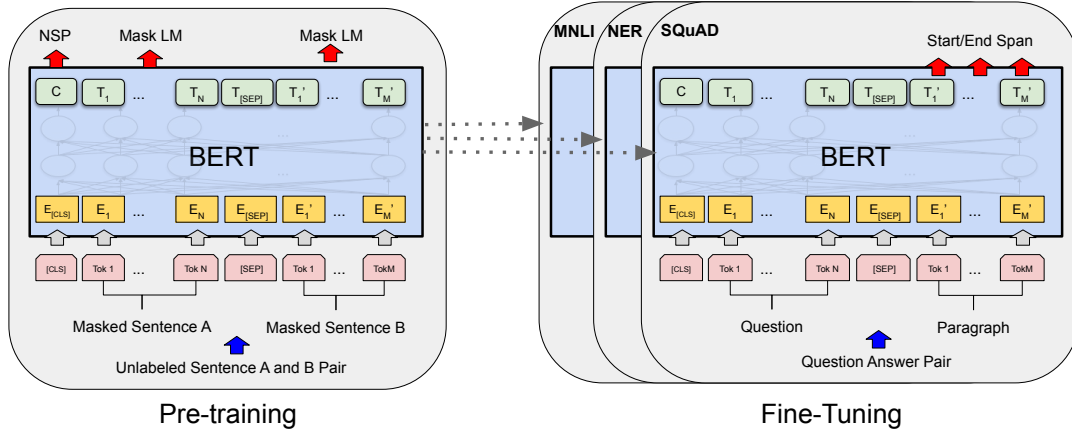 NSP Mask LM Mask LM
C T1 ... TN T[SEP] T1' ... TM'
...
BERT
...
E[CLS] E1 ... EN E[SEP] E1' ... EM'
[CLS] Tok 1 ... Tok N [SEP] Tok 1 ... TokM
Masked Sentence A Masked Sentence B
Unlabeled Sentence A and B Pair
Pre-training
MNLI NER SQuAD
Start/End Span
C T1 ... TN T[SEP] T1' ... TM'
...
BERT
...
E[CLS] E1 ... EN E[SEP] E1' ... EM'
[CLS] Tok 1 ... Tok N [SEP] Tok 1 ... TokM
Question Paragraph
Question Answer Pair
Fine-Tuning